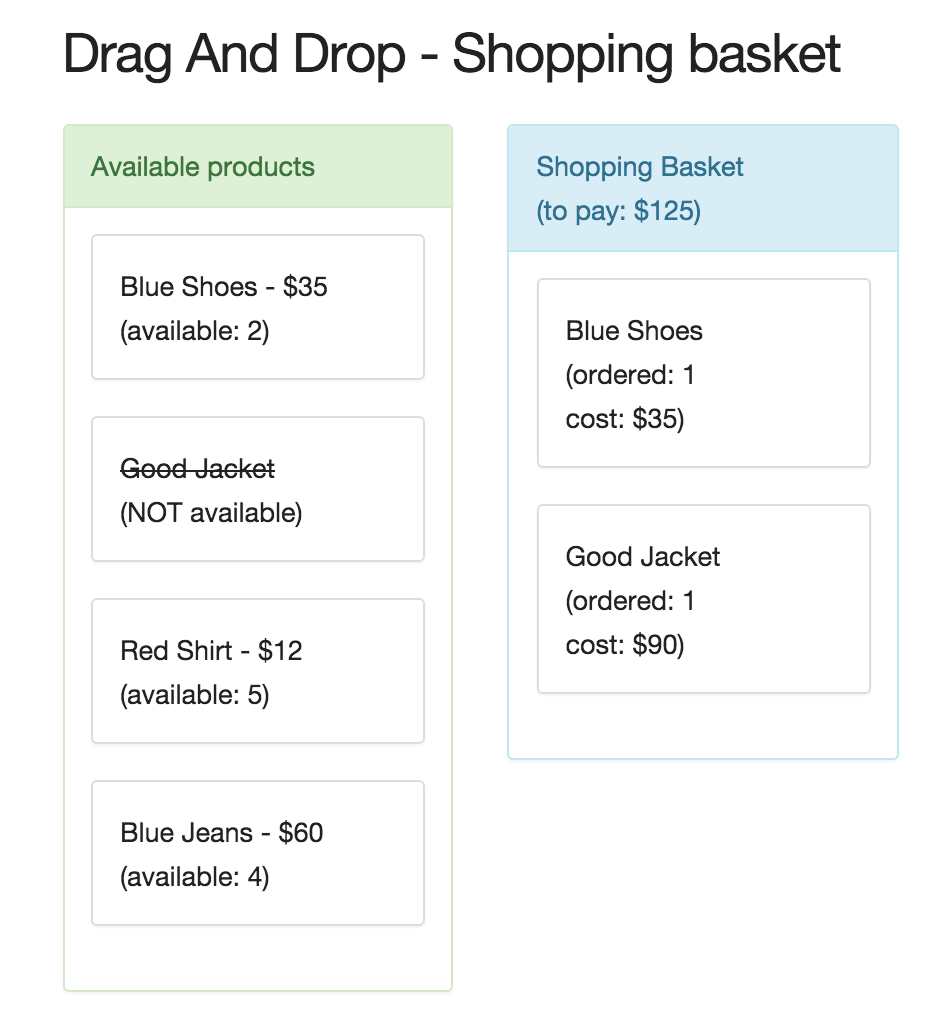 Drag And Drop - Shopping basket
Available products
Blue Shoes - $35
(available: 2)
Good Jacket
(NOT available)
Red Shirt - $12
(available: 5)
Blue Jeans - $60
(available: 4)
Shopping Basket
(to pay: $125)
Blue Shoes
(ordered: 1
cost: $35)
Good Jacket
(ordered: 1
cost: $90)